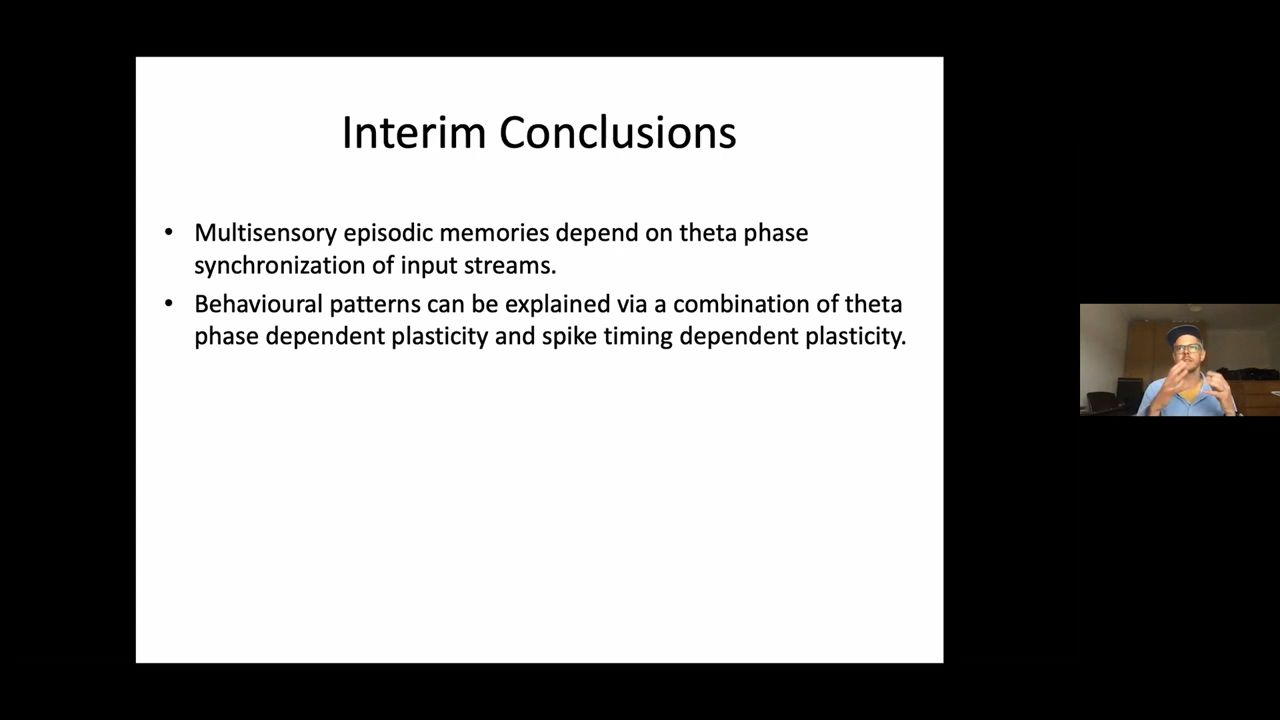 Interim Conclusions
• Multisensory episodic memories depend on theta phase
synchronization of input streams.
• Behavioural patterns can be explained via a combination of theta
phase dependent plasticity and spike timing dependent plasticity.